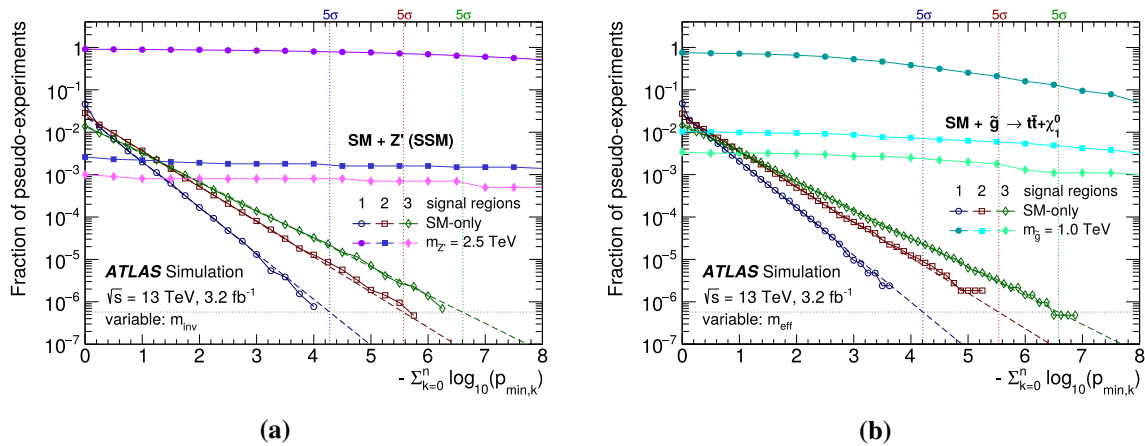 5σ 5σ 5σ
Fraction of pseudo-experiments
1
10⁻¹
10⁻²
10⁻³
10⁻⁴
10⁻⁵
10⁻⁶
10⁻⁷
SM + Z' (SSM)
1 2 3 signal regions
SM-only
m_Z' = 2.5 TeV
ATLAS Simulation
√s = 13 TeV, 3.2 fb⁻¹
variable: m_inv
0 1 2 3 4 5 6 7 8
- Σⁿₖ₌₀ log₁₀(p_min,k)
(a)
5σ 5σ 5σ
Fraction of pseudo-experiments
1
10⁻¹
10⁻²
10⁻³
10⁻⁴
10⁻⁵
10⁻⁶
10⁻⁷
SM + g̃ → tt̄+χ⁰₁
1 2 3 signal regions
SM-only
m_g̃ = 1.0 TeV
ATLAS Simulation
√s = 13 TeV, 3.2 fb⁻¹
variable: m_eff
0 1 2 3 4 5 6 7 8
- Σⁿₖ₌₀ log₁₀(p_min,k)
(b)